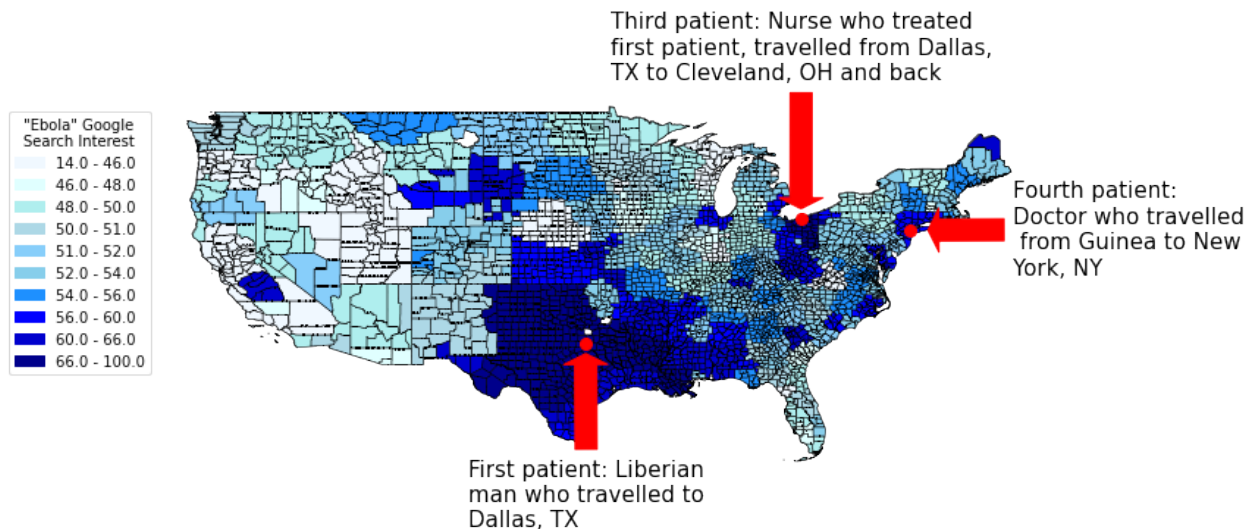 Third patient: Nurse who treated
first patient, travelled from Dallas,
TX to Cleveland, OH and back
"Ebola" Google
Search Interest
14.0 - 46.0
46.0 - 48.0
48.0 - 50.0
50.0 - 51.0
51.0 - 52.0
52.0 - 54.0
54.0 - 56.0
56.0 - 60.0
60.0 - 66.0
66.0 - 100.0
Fourth patient:
Doctor who travelled
from Guinea to New
York, NY
First patient: Liberian
man who travelled to
Dallas, TX